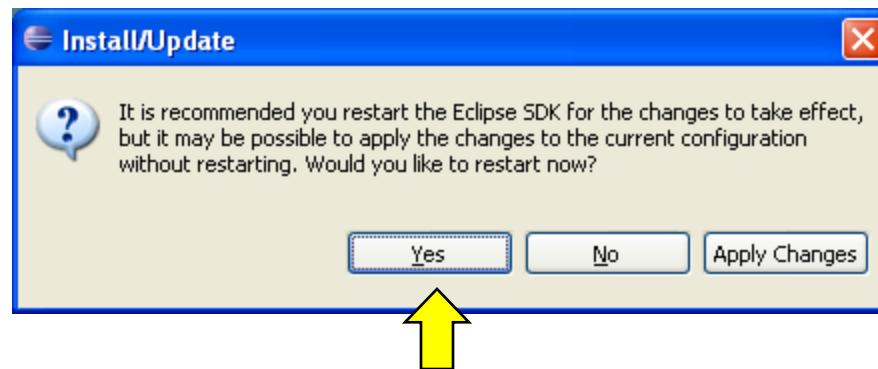 Install/Update
It is recommended you restart the Eclipse SDK for the changes to take effect,
but it may be possible to apply the changes to the current configuration
without restarting. Would you like to restart now?
Yes
No
Apply Changes